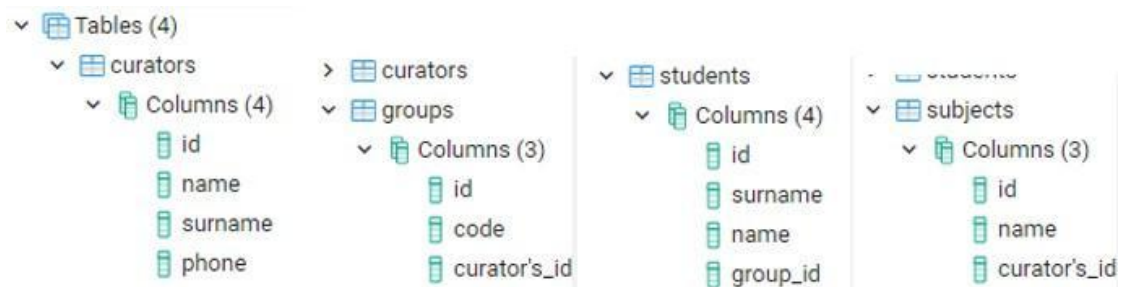 Tables (4)
curators
Columns (4)
id
name
surname
phone
curators
groups
Columns (3)
id
code
curator's_id
students
Columns (4)
id
surname
name
group_id
subjects
Columns (3)
id
name
curator's_id